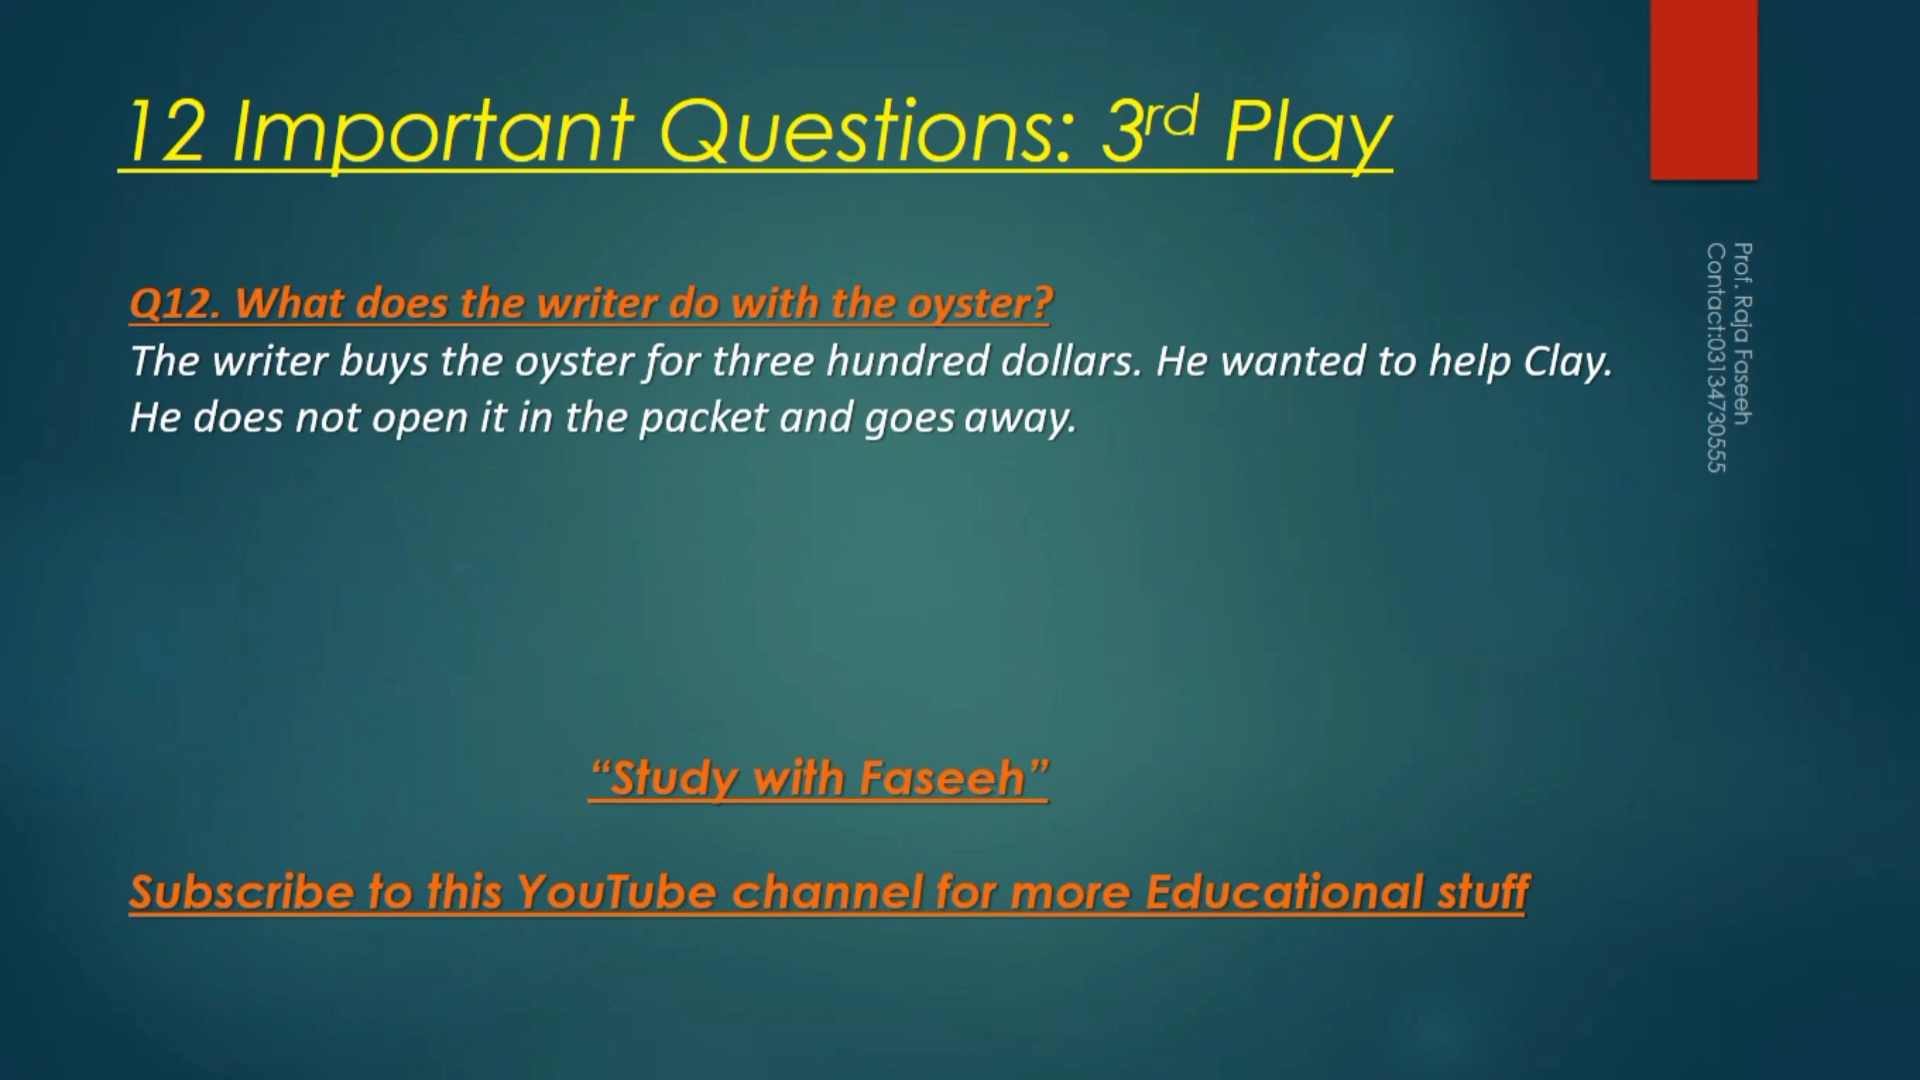 12 Important Questions: 3rd Play
Q12. What does the writer do with the oyster?
The writer buys the oyster for three hundred dollars. He wanted to help Clay.
He does not open it in the packet and goes away.
“Study with Faseeh”
Subscribe to this YouTube channel for more Educational stuff
Prof. Raja Faseeh
Contact:03134730555